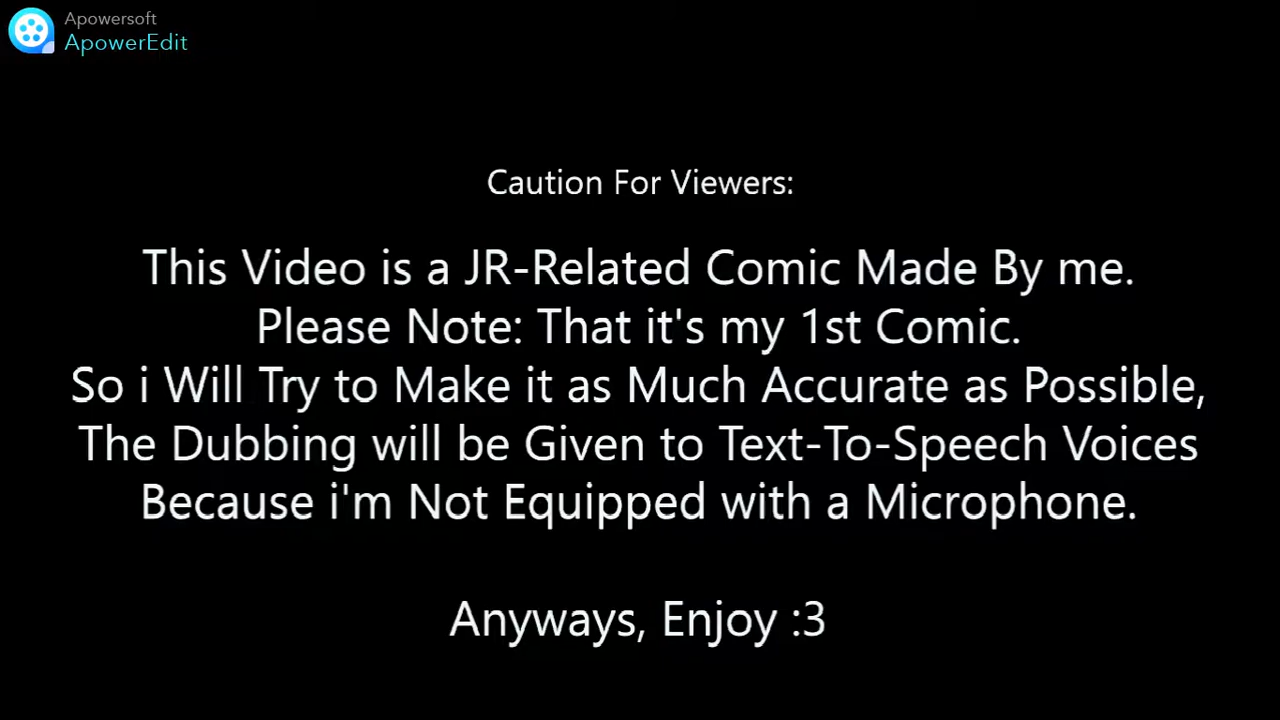 Apowersoft
ApowerEdit
Caution For Viewers:
This Video is a JR-Related Comic Made By me.
Please Note: That it's my 1st Comic.
So i Will Try to Make it as Much Accurate as Possible,
The Dubbing will be Given to Text-To-Speech Voices
Because i'm Not Equipped with a Microphone.
Anyways, Enjoy :3